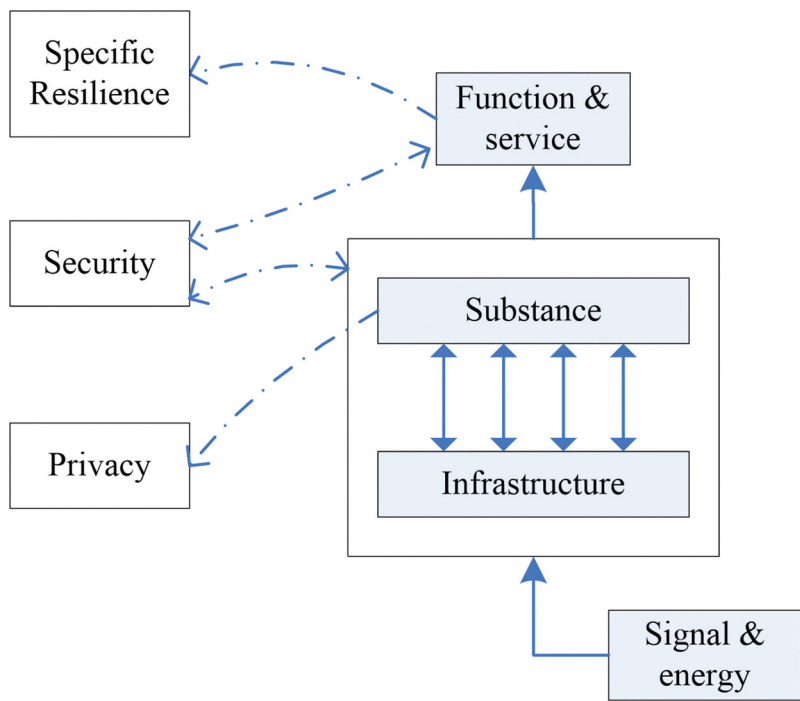 Specific
Resilience
Function &
service
Security
Substance
Privacy
Infrastructure
Signal &
energy